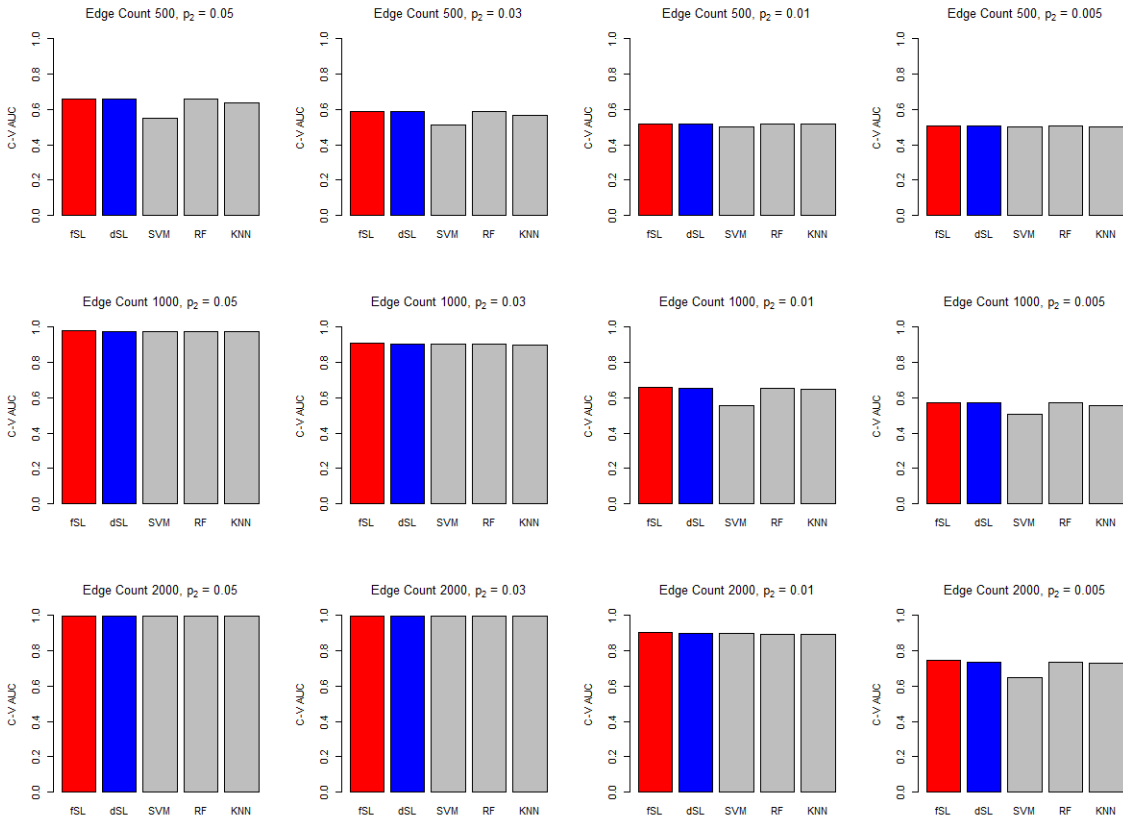 Edge Count 500, p2 = 0.05
Edge Count 500, p2 = 0.03
Edge Count 500, p2 = 0.01
Edge Count 500, p2 = 0.005
C-V AUC
0.0 0.2 0.4 0.6 0.8 1.0
fSL dSL SVM RF KNN
C-V AUC
0.0 0.2 0.4 0.6 0.8 1.0
fSL dSL SVM RF KNN
C-V AUC
0.0 0.2 0.4 0.6 0.8 1.0
fSL dSL SVM RF KNN
C-V AUC
0.0 0.2 0.4 0.6 0.8 1.0
fSL dSL SVM RF KNN
Edge Count 1000, p2 = 0.05
Edge Count 1000, p2 = 0.03
Edge Count 1000, p2 = 0.01
Edge Count 1000, p2 = 0.005
C-V AUC
0.0 0.2 0.4 0.6 0.8 1.0
fSL dSL SVM RF KNN
C-V AUC
0.0 0.2 0.4 0.6 0.8 1.0
fSL dSL SVM RF KNN
C-V AUC
0.0 0.2 0.4 0.6 0.8 1.0
fSL dSL SVM RF KNN
C-V AUC
0.0 0.2 0.4 0.6 0.8 1.0
fSL dSL SVM RF KNN
Edge Count 2000, p2 = 0.05
Edge Count 2000, p2 = 0.03
Edge Count 2000, p2 = 0.01
Edge Count 2000, p2 = 0.005
C-V AUC
0.0 0.2 0.4 0.6 0.8 1.0
fSL dSL SVM RF KNN
C-V AUC
0.0 0.2 0.4 0.6 0.8 1.0
fSL dSL SVM RF KNN
C-V AUC
0.0 0.2 0.4 0.6 0.8 1.0
fSL dSL SVM RF KNN
C-V AUC
0.0 0.2 0.4 0.6 0.8 1.0
fSL dSL SVM RF KNN